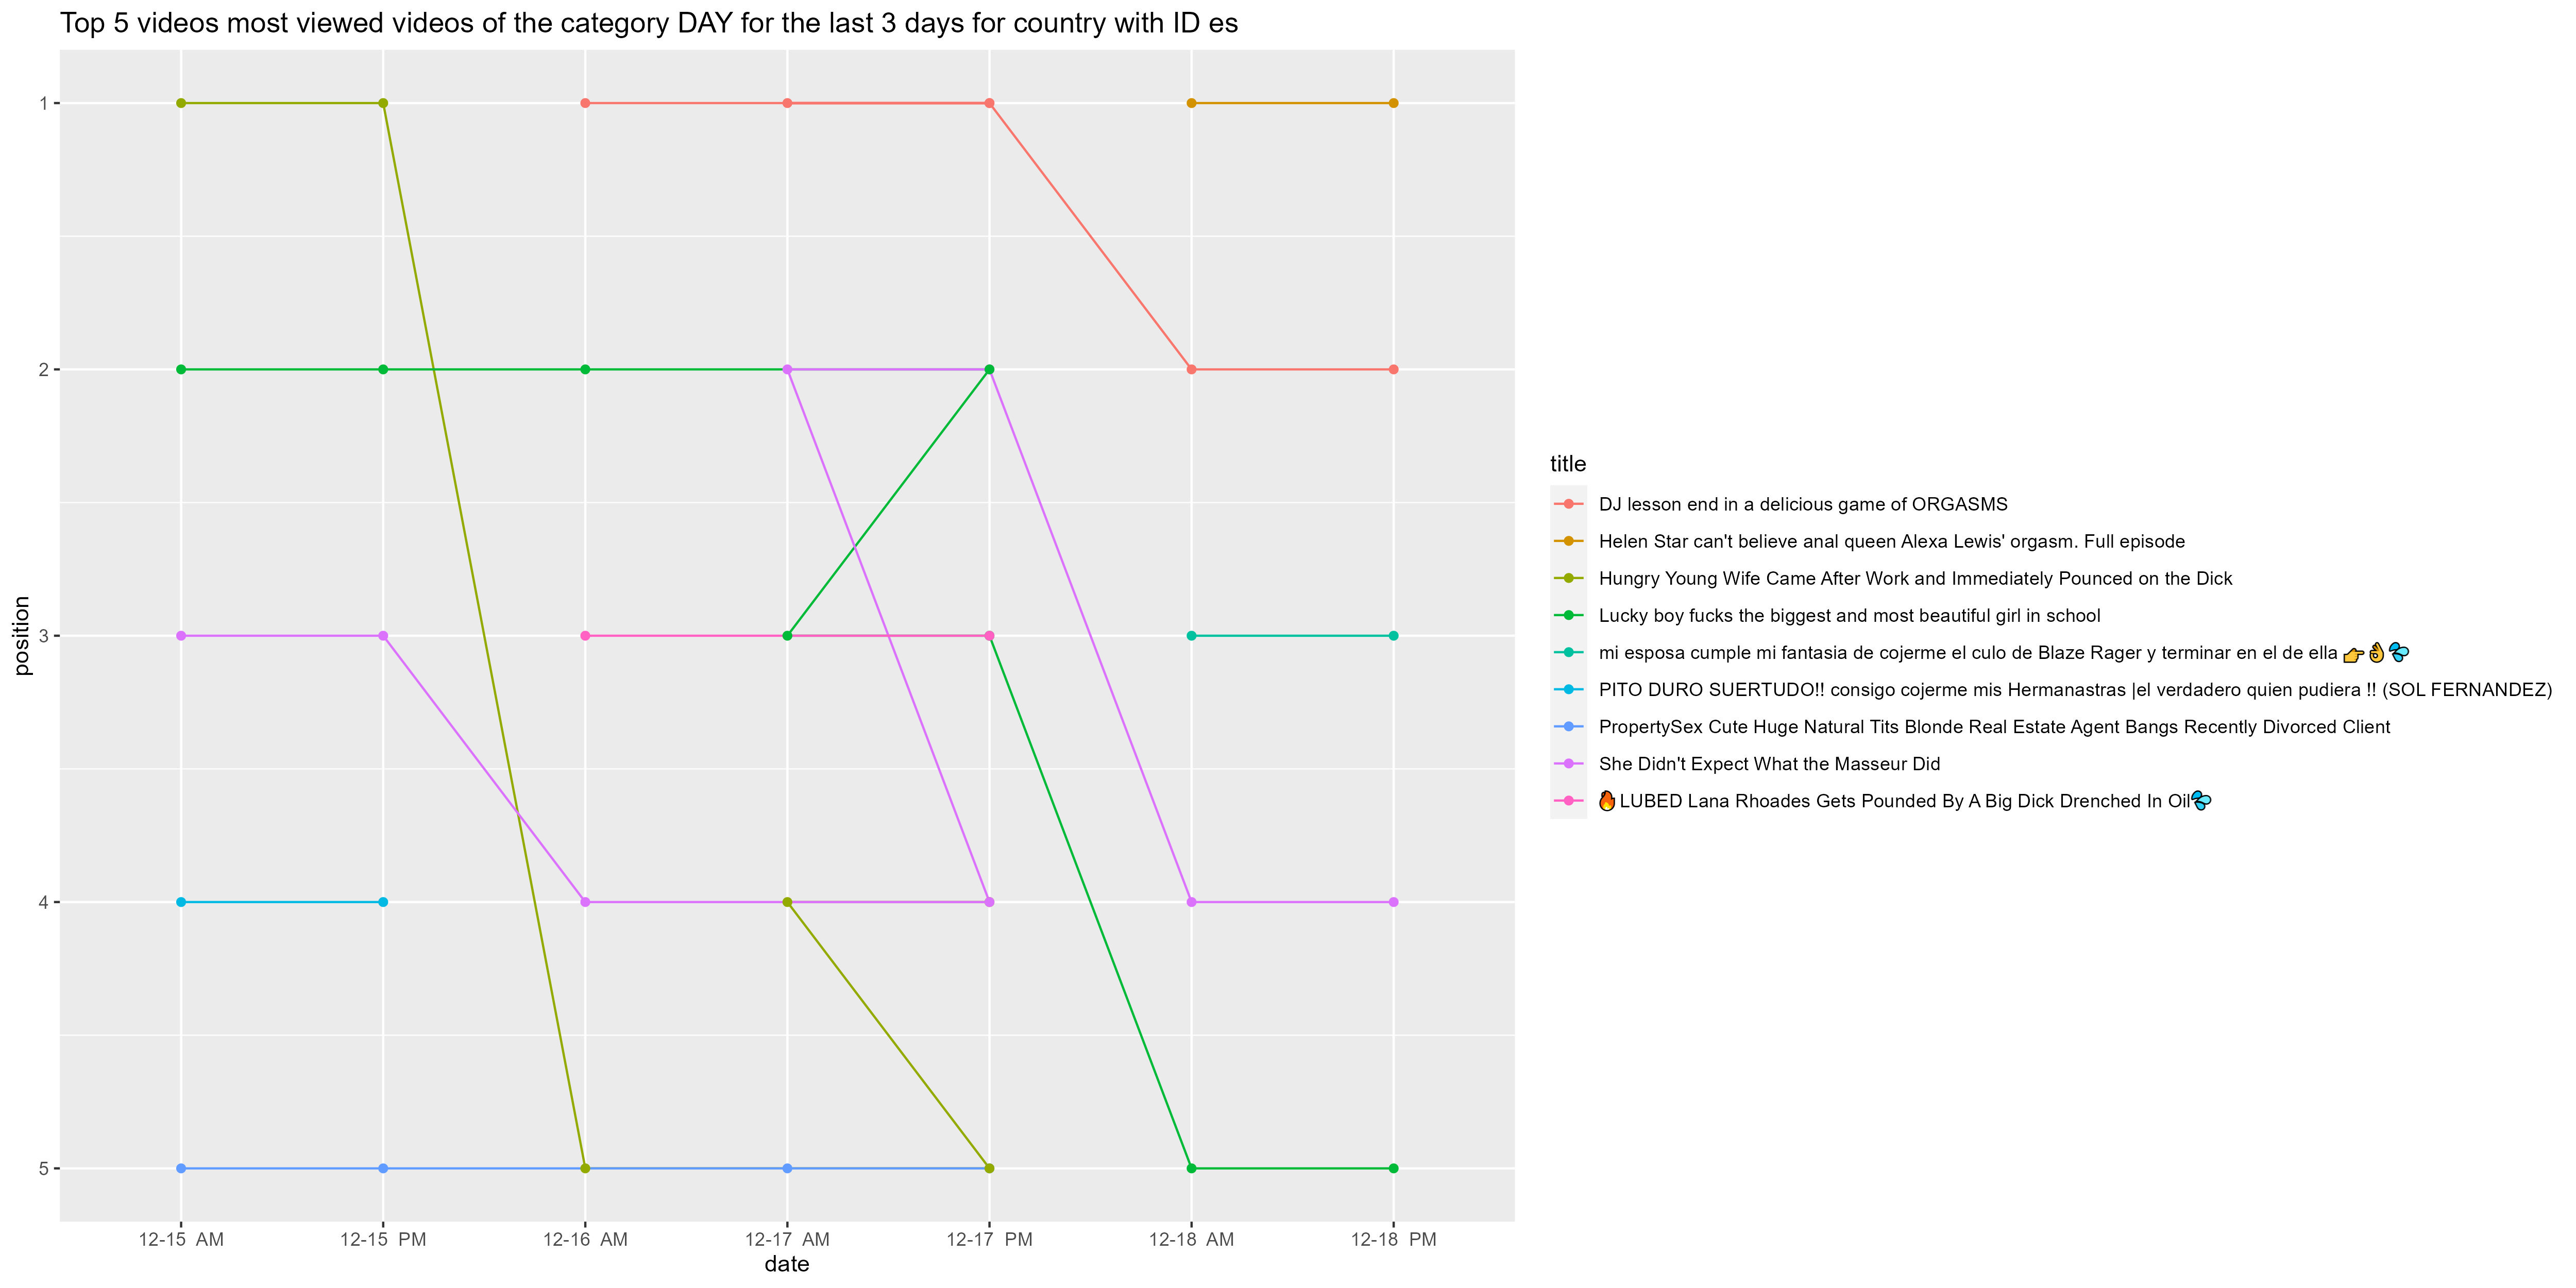 Top 5 videos most viewed videos of the category DAY for the last 3 days for country with ID es
position
1
2
3
4
5
12-15 AM
12-15 PM
12-16 AM
12-17 AM
12-17 PM
12-18 AM
12-18 PM
date
title
DJ lesson end in a delicious game of ORGASMS
Helen Star can't believe anal queen Alexa Lewis' orgasm. Full episode
Hungry Young Wife Came After Work and Immediately Pounced on the Dick
Lucky boy fucks the biggest and most beautiful girl in school
mi esposa cumple mi fantasia de cojerme el culo de Blaze Rager y terminar en el de ella 👉👌💦
PITO DURO SUERTUDO!! consigo cojerme mis Hermanastras |el verdadero quien pudiera !! (SOL FERNANDEZ)
PropertySex Cute Huge Natural Tits Blonde Real Estate Agent Bangs Recently Divorced Client
She Didn't Expect What the Masseur Did
🔥LUBED Lana Rhoades Gets Pounded By A Big Dick Drenched In Oil💦